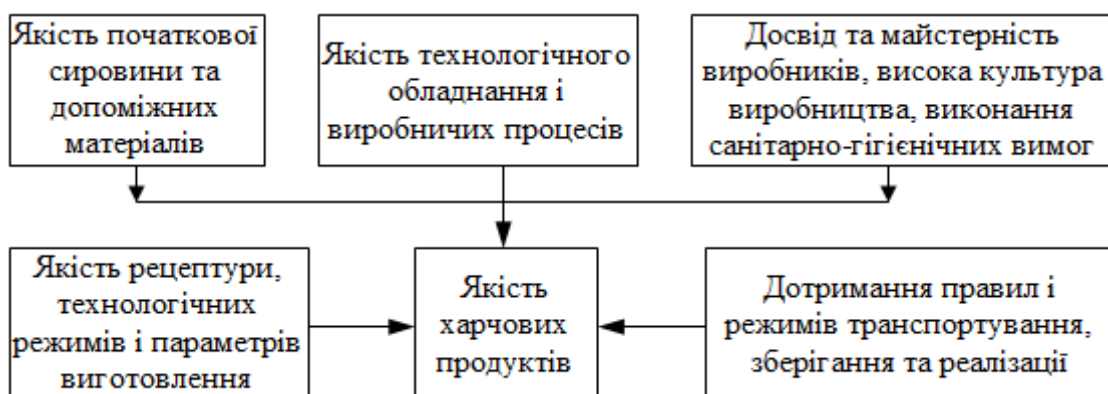 Якість початкової
сировини та
допоміжних
матеріалів
Якість технологічного
обладнання і
виробничих процесів
Досвід та майстерність
виробників, висока культура
виробництва, виконання
санітарно-гігієнічних вимог
Якість рецептури,
технологічних
режимів і параметрів
виготовлення
Якість
харчових
продуктів
Дотримання правил і
режимів транспортування,
зберігання та реалізації